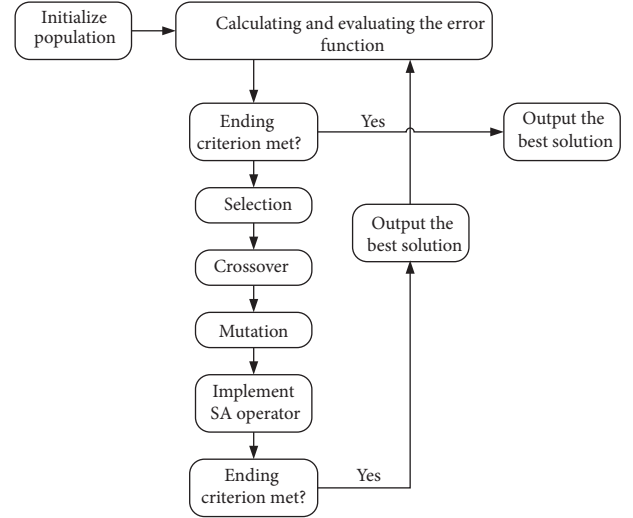 Initialize
population
Calculating and evaluating the error
function
Ending
criterion met?
Yes
Output the
best solution
Selection
Output the
best solution
Crossover
Mutation
Implement
SA operator
Ending
criterion met?
Yes